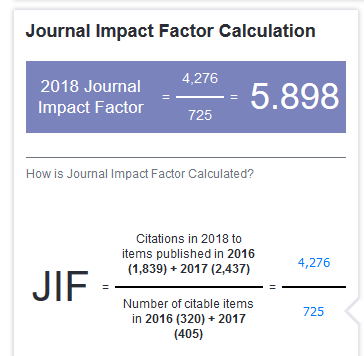 Journal Impact Factor Calculation
2018 Journal
Impact Factor
=
4,276
725
=
5.898
How is Journal Impact Factor Calculated?
JIF
=
Citations in 2018 to
items published in 2016
(1,839) + 2017 (2,437)
Number of citable items
in 2016 (320) + 2017
(405)
=
4,276
725